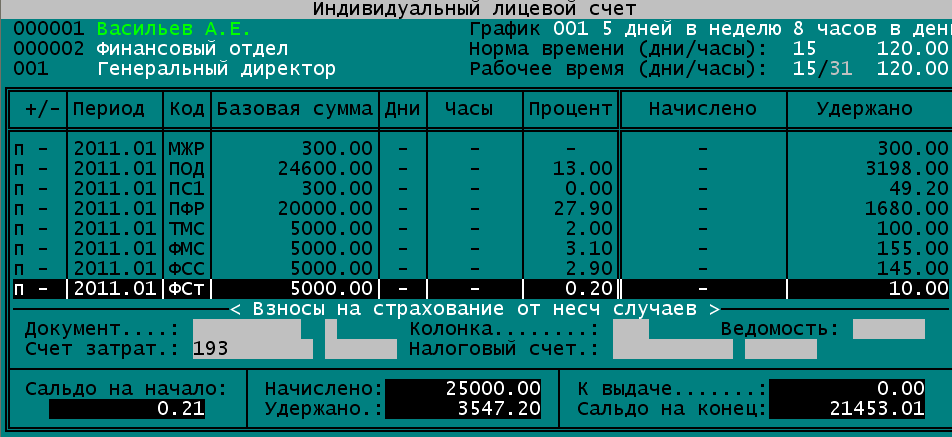 Индивидуальный лицевой счет
000001 Васильев А.Е. График 001 5 дней в неделю 8 часов в ден
000002 Финансовый отдел Норма времени (дни/часы): 15 120.00
001 Генеральный директор Рабочее время (дни/часы): 15/31 120.00
+/- Период Код Базовая сумма Дни Часы Процент Начислено Удержано
п - 2011.01 МЖР 300.00 - - - - 300.00
п - 2011.01 ПОД 24600.00 - - 13.00 - 3198.00
п - 2011.01 ПС1 300.00 - - 0.00 - 49.20
п - 2011.01 ПФР 20000.00 - - 27.90 - 1680.00
п - 2011.01 ТМС 5000.00 - - 2.00 - 100.00
п - 2011.01 ФМС 5000.00 - - 3.10 - 155.00
п - 2011.01 ФСС 5000.00 - - 2.90 - 145.00
п - 2011.01 ФСт 5000.00 - - 0.20 - 10.00
< Взносы на страхование от несч случаев >
Документ....: Колонка........: Ведомость:
Счет затрат.: 193 Налоговый счет.:
Сальдо на начало: Начислено: 25000.00 К выдаче.......: 0.00
0.21 Удержано.: 3547.20 Сальдо на конец: 21453.01